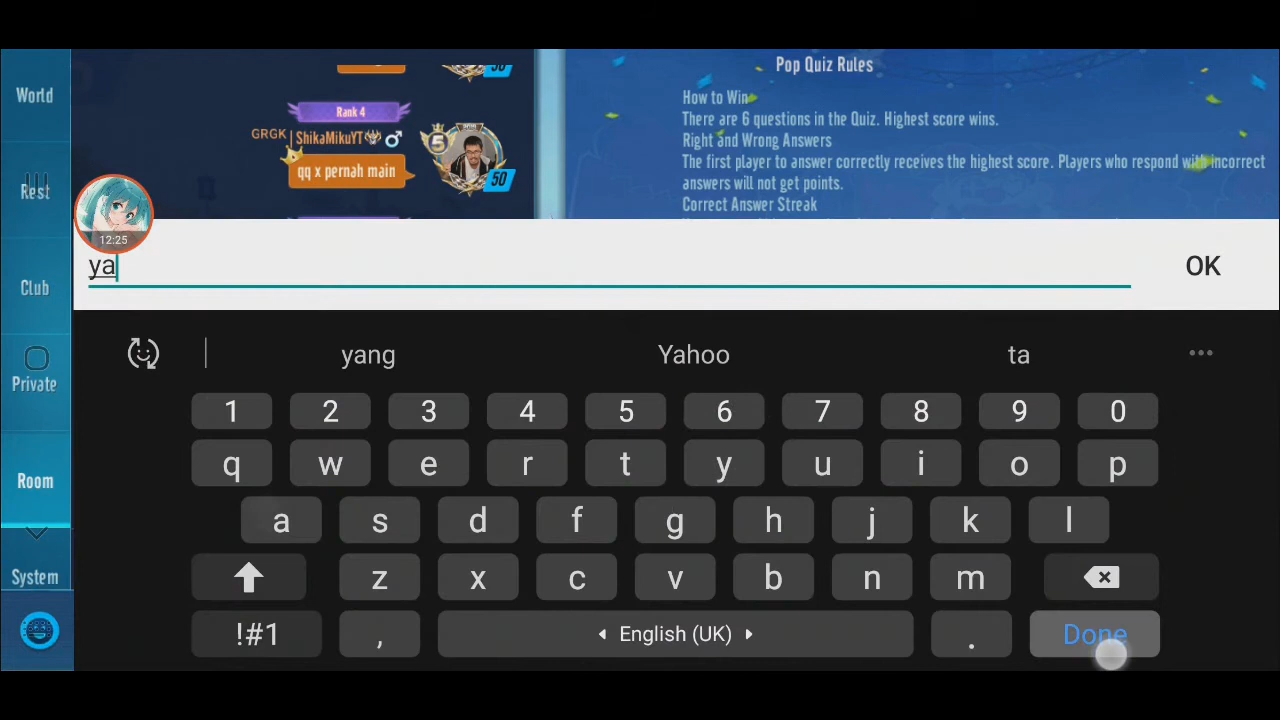 World
Rest
Club
Private
Room
System
50
Rank 4
GRGK | ShikaMikuYT
5
qq x pernah main
50
Pop Quiz Rules
How to Win
There are 6 questions in the Quiz. Highest score wins.
Right and Wrong Answers
The first player to answer correctly receives the highest score. Players who respond with incorrect
answers will not get points.
Correct Answer Streak
12:25
ya
OK
yang Yahoo ta
1 2 3 4 5 6 7 8 9 0
q w e r t y u i o p
a s d f g h j k l
z x c v b n m
!#1 , English (UK) . Done